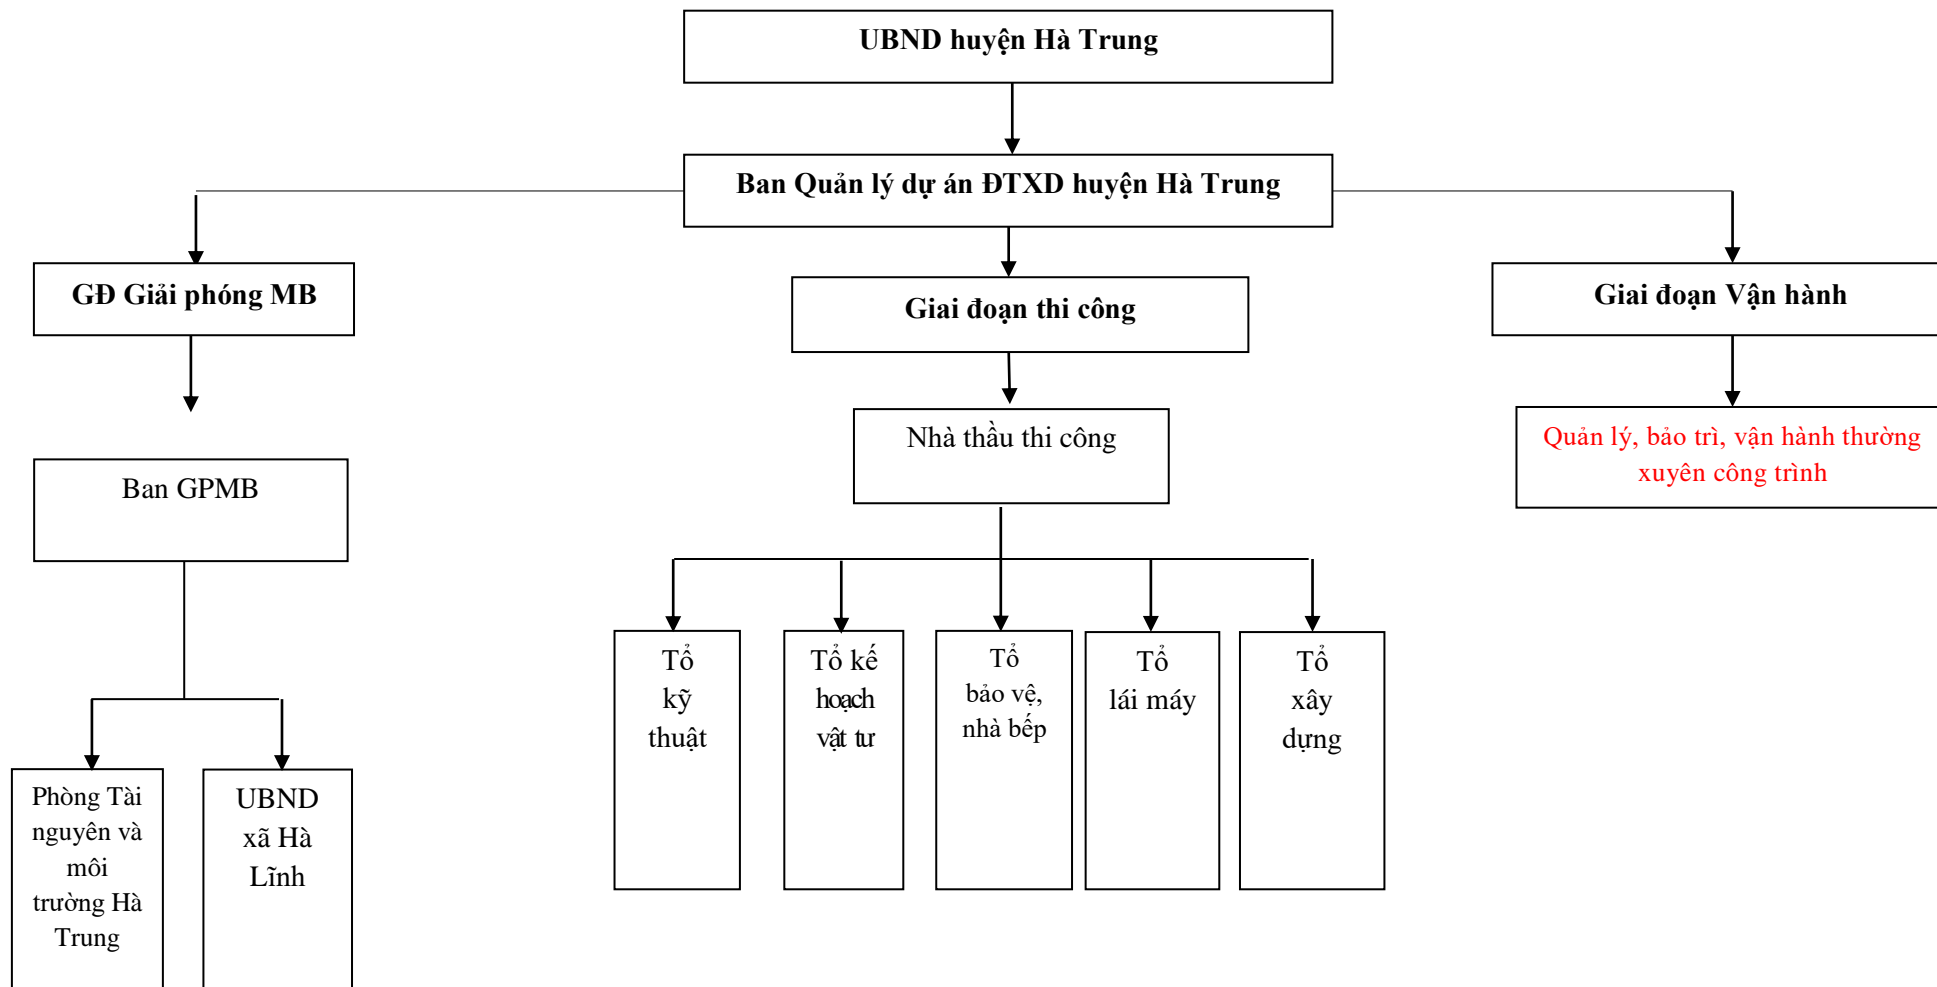 UBND huyện Hà Trung
Ban Quản lý dự án ĐTXD huyện Hà Trung
GĐ Giải phóng MB
Giai đoạn thi công
Giai đoạn Vận hành
Nhà thầu thi công
Quản lý, bảo trì, vận hành thường
xuyên công trình
Ban GPMB
Tổ
kỹ
thuật
Tổ kế
hoạch
vật tư
Tổ
bảo vệ,
nhà bếp
Tổ
lái máy
Tổ
xây
dựng
Phòng Tài
nguyên và
môi
trường Hà
Trung
UBND
xã Hà
Lĩnh